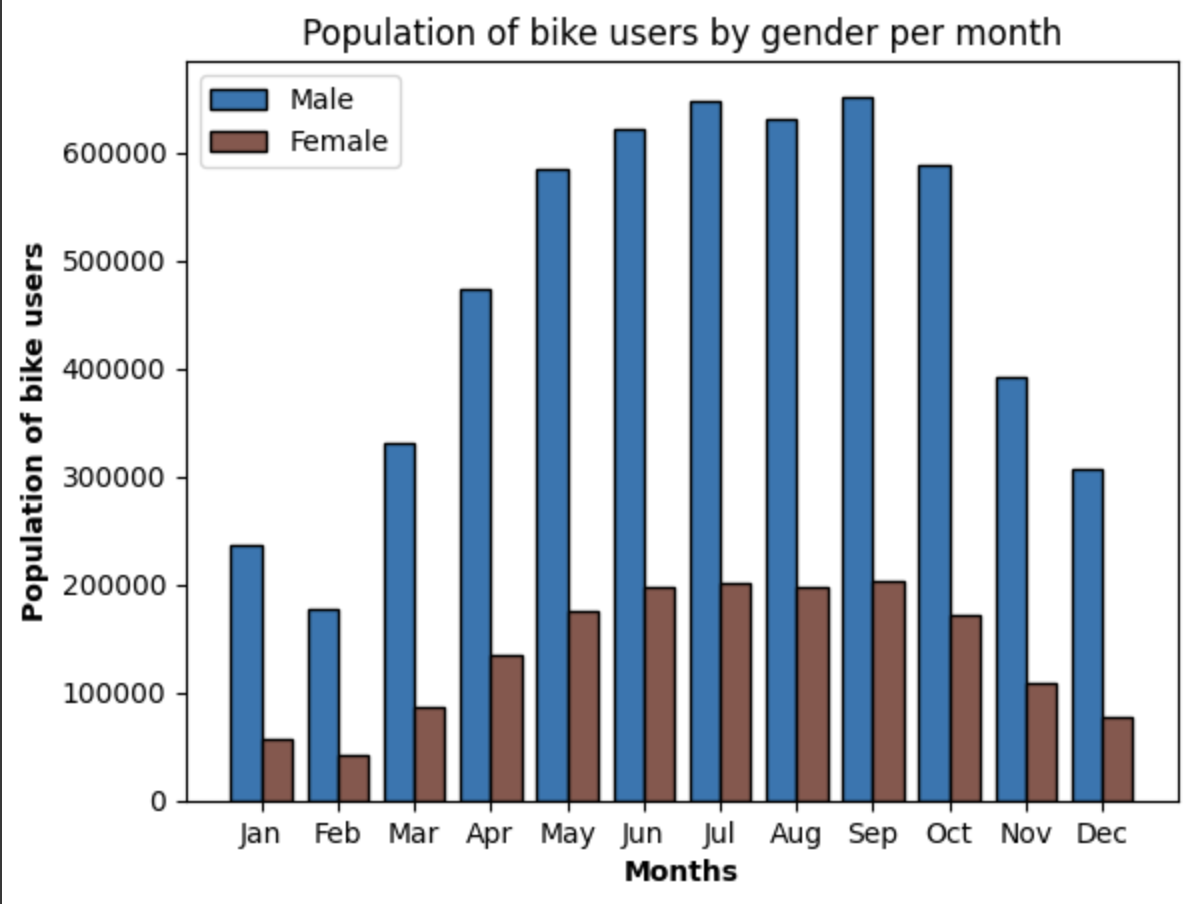 Population of bike users by gender per month
Male
Female
Population of bike users
600000
500000
400000
300000
200000
100000
0
Jan Feb Mar Apr May Jun Jul Aug Sep Oct Nov Dec
Months